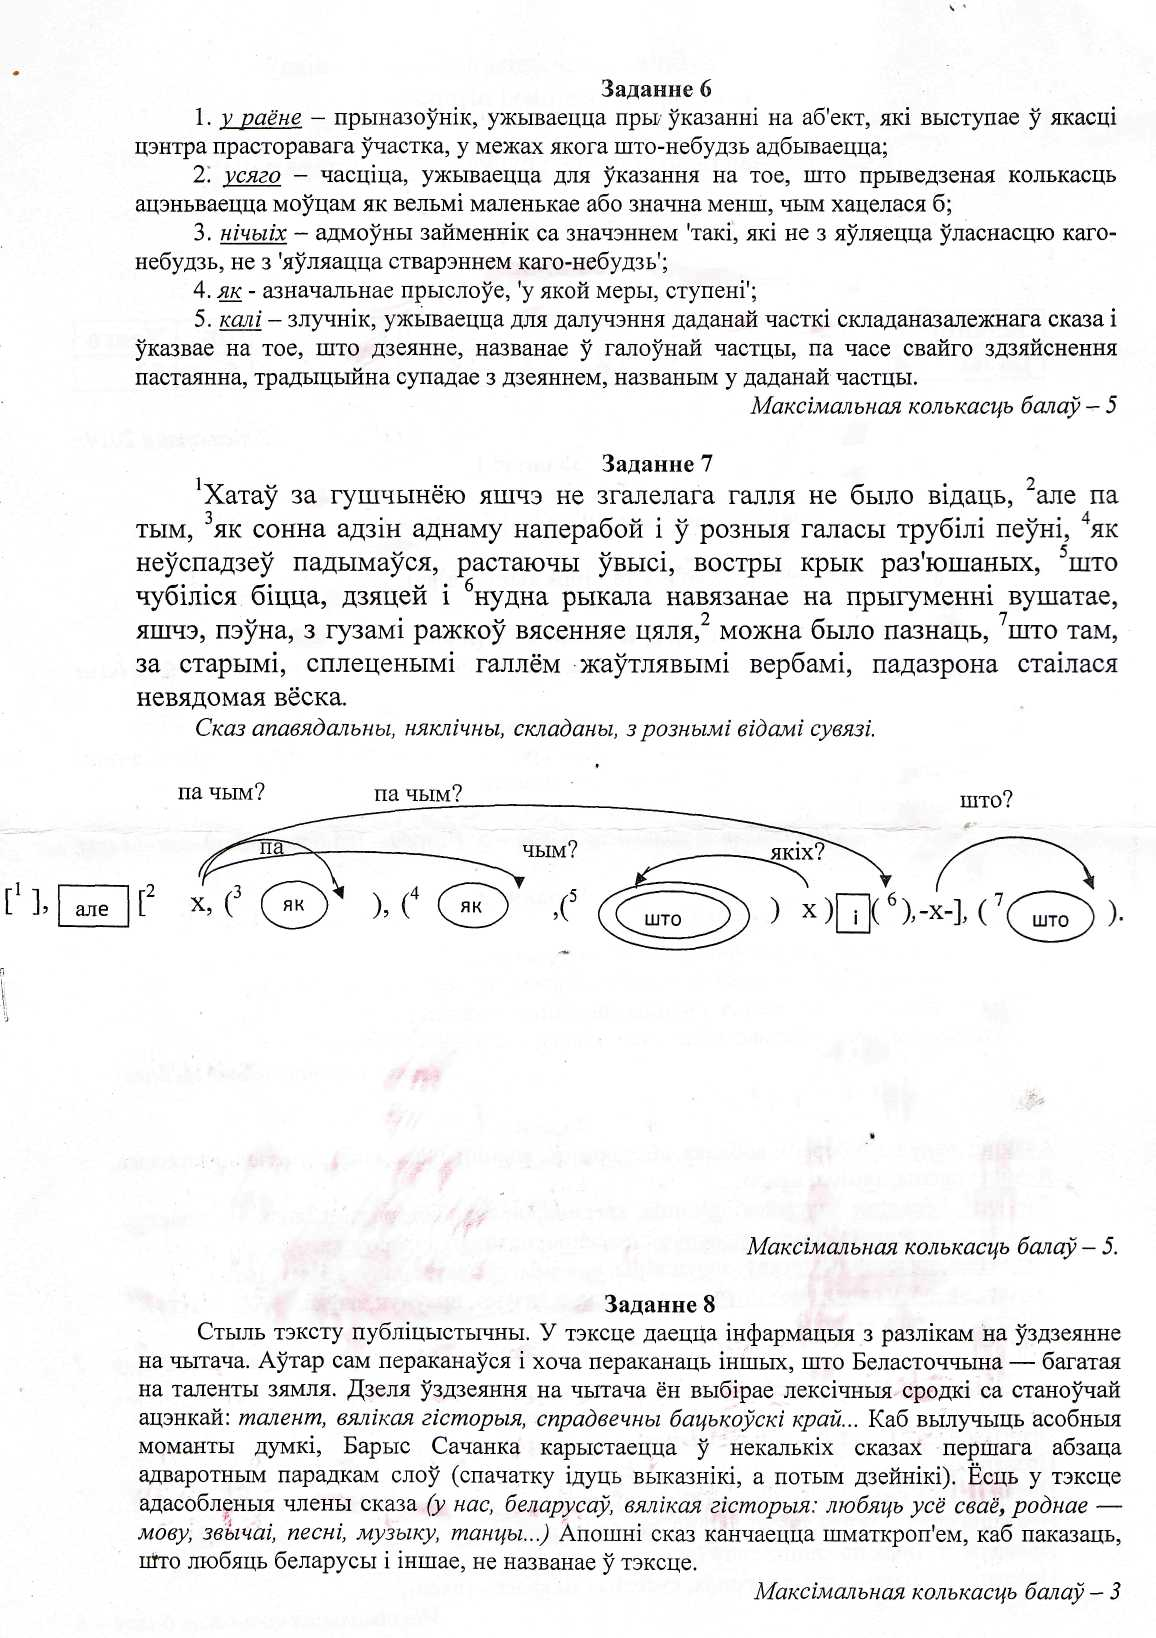 Заданне 6
1. у раёне – прыназоўнік, ужываецца пры ўказанні на аб'ект, які выступае ў якасці
цэнтра прасторавага ўчастка, у межах якога што-небудзь адбываецца;
2. усяго – часціца, ужываецца для ўказання на тое, што прыведзеная колькасць
ацэньваецца моўцам як вельмі маленькае або значна менш, чым хацелася б;
3. нічыіх – адмоўны займеннік са значэннем 'такі, які не з яўляецца ўласнасцю каго-
небудзь, не з 'яўляацца стварэннем каго-небудзь';
4. як - азначальнае прыслоўе, 'у якой меры, ступені';
5. калі – злучнік, ужываецца для далучэння даданай часткі складаназалежнага сказа і
ўказвае на тое, што дзеянне, названае ў галоўнай частцы, па часе свайго здзяйснення
пастаянна, традыцыйна супадае з дзеяннем, названым у даданай частцы.
Максімальная колькасць балаў – 5
Заданне 7
¹Хатаў за гушчынёю яшчэ не згалелага галля не было відаць, ²але па
тым, ³як сонна адзін аднаму наперабой і ў розныя галасы трубілі пеўні, ⁴як
неўспадзеў падымаўся, растаючы ўвысі, востры крык раз'юшаных, ⁵што
чубіліся біцца, дзяцей і ⁶нудна рыкала навязанае на прыгуменні вушатае,
яшчэ, пэўна, з гузамі ражкоў вясенняе цяля,² можна было пазнаць, ⁷што там,
за старымі, сплеценымі галлём жаўтлявымі вербамі, падазрона стаілася
невядомая вёска.
Сказ апавядальны, няклічны, складаны, з рознымі відамі сувязі.
па чым? па чым? што?
па чым? якіх?
[¹ ], але [² х, (³ як ), (⁴ як ,(⁵ што ) х ) і (⁶ ),-х-], (⁷ што ).
Максімальная колькасць балаў – 5.
Заданне 8
Стыль тэксту публіцыстычны. У тэксце даецца інфармацыя з разлікам на ўздзеянне
на чытача. Аўтар сам пераканаўся і хоча пераканаць іншых, што Беласточчына — багатая
на таленты зямля. Дзеля ўздзеяння на чытача ён выбірае лексічныя сродкі са станоўчай
ацэнкай: талент, вялікая гісторыя, спрадвечны бацькоўскі край... Каб вылучыць асобныя
моманты думкі, Барыс Сачанка карыстаецца ў некалькіх сказах першага абзаца
адваротным парадкам слоў (спачатку ідуць выказнікі, а потым дзейнікі). Ёсць у тэксце
адасобленыя члены сказа (у нас, беларусаў, вялікая гісторыя: любяць усё сваё, роднае —
мову, звычаі, песні, музыку, танцы...) Апошні сказ канчаецца шматкроп'ем, каб паказаць,
што любяць беларусы і іншае, не названае ў тэксце.
Максімальная колькасць балаў – 3